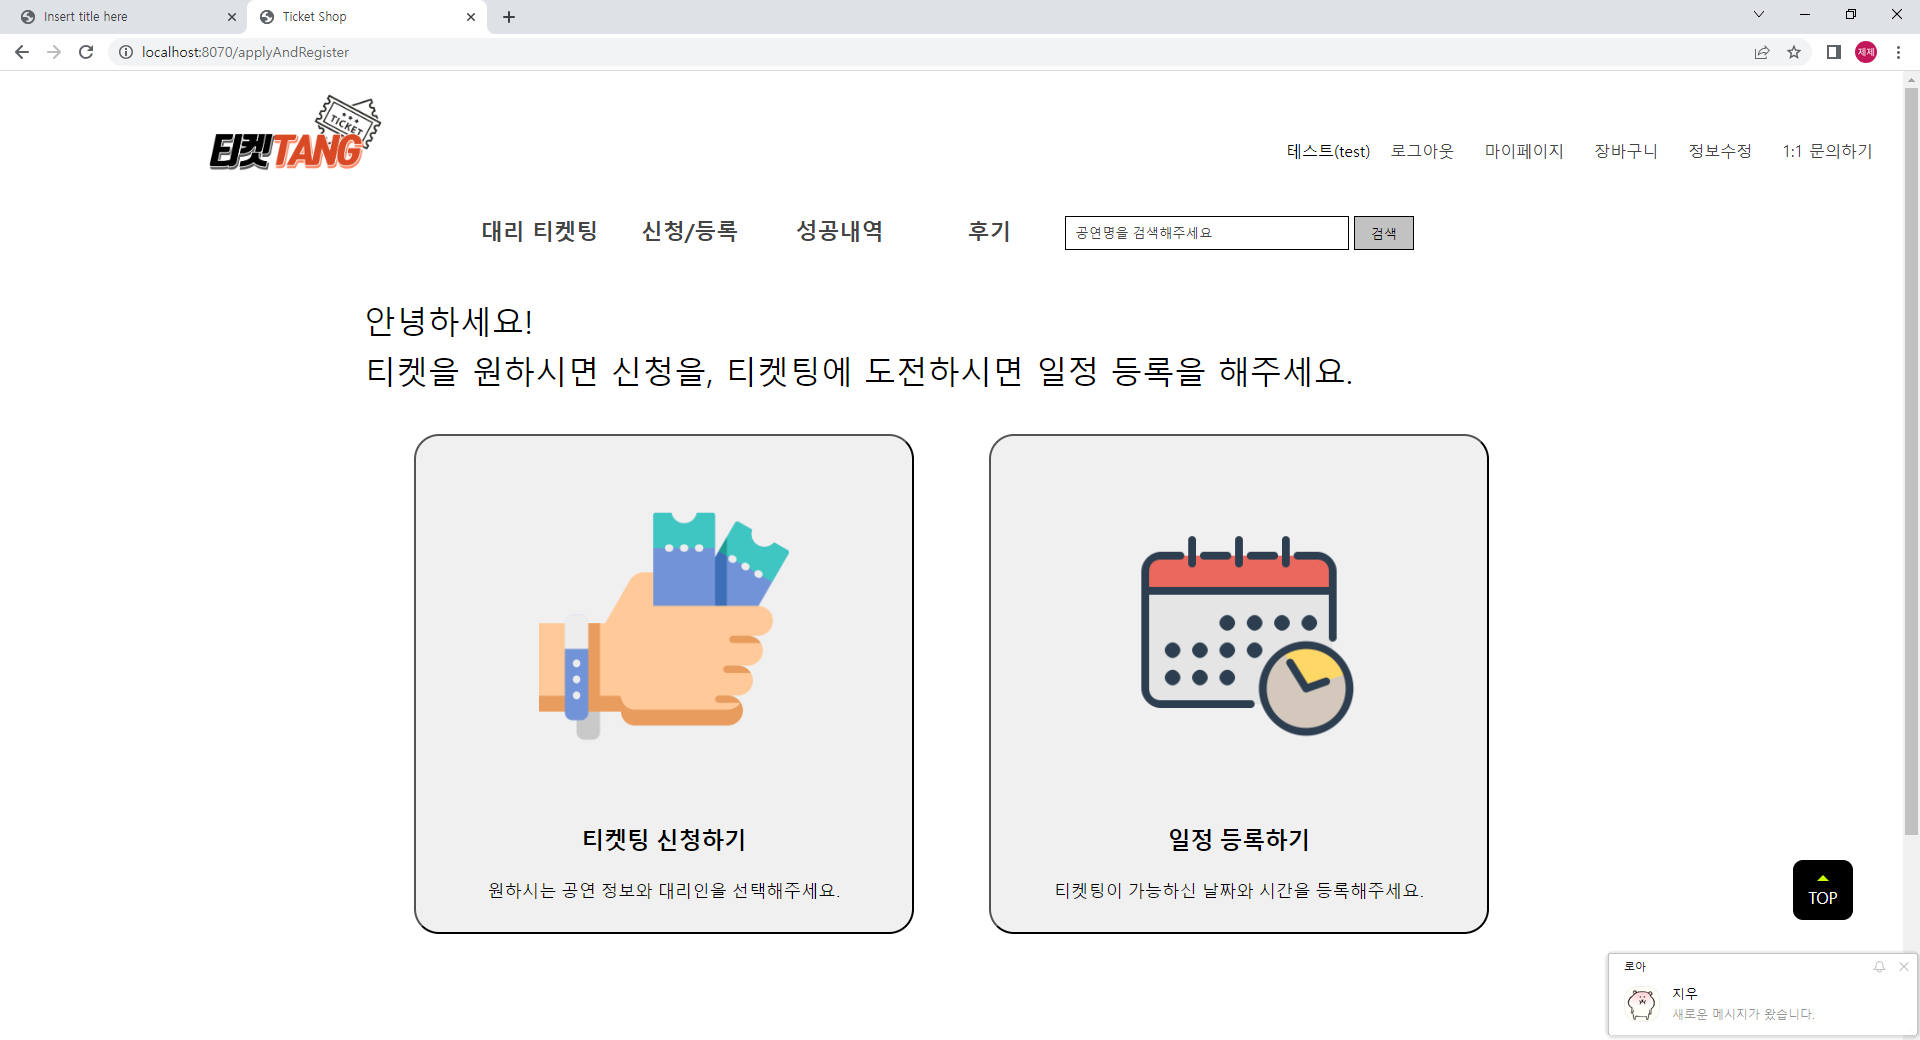 Insert title here
Ticket Shop
localhost:8070/applyAndRegister
제제
TICKET
티켓TANG
테스트(test) 로그아웃 마이페이지 장바구니 정보수정 1:1 문의하기
대리 티켓팅 신청/등록 성공내역 후기 공연명을 검색해주세요 검색
안녕하세요!
티켓을 원하시면 신청을, 티켓팅에 도전하시면 일정 등록을 해주세요.
티켓팅 신청하기
원하시는 공연 정보와 대리인을 선택해주세요.
일정 등록하기
티켓팅이 가능하신 날짜와 시간을 등록해주세요.
TOP
로아
지우
새로운 메시지가 왔습니다.